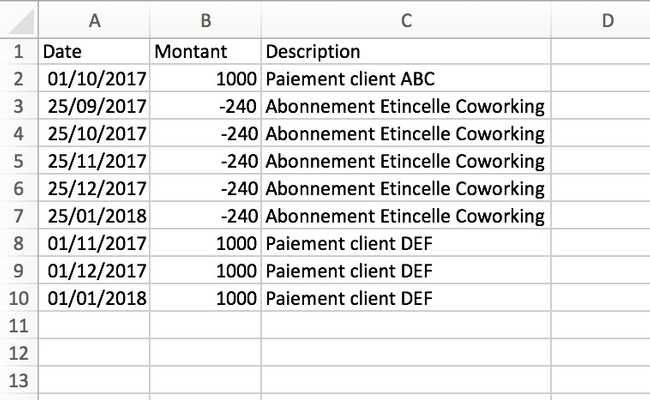 A B C D
1 Date Montant Description
2 01/10/2017 1000 Paiement client ABC
3 25/09/2017 -240 Abonnement Etincelle Coworking
4 25/10/2017 -240 Abonnement Etincelle Coworking
5 25/11/2017 -240 Abonnement Etincelle Coworking
6 25/12/2017 -240 Abonnement Etincelle Coworking
7 25/01/2018 -240 Abonnement Etincelle Coworking
8 01/11/2017 1000 Paiement client DEF
9 01/12/2017 1000 Paiement client DEF
10 01/01/2018 1000 Paiement client DEF
11
12
13